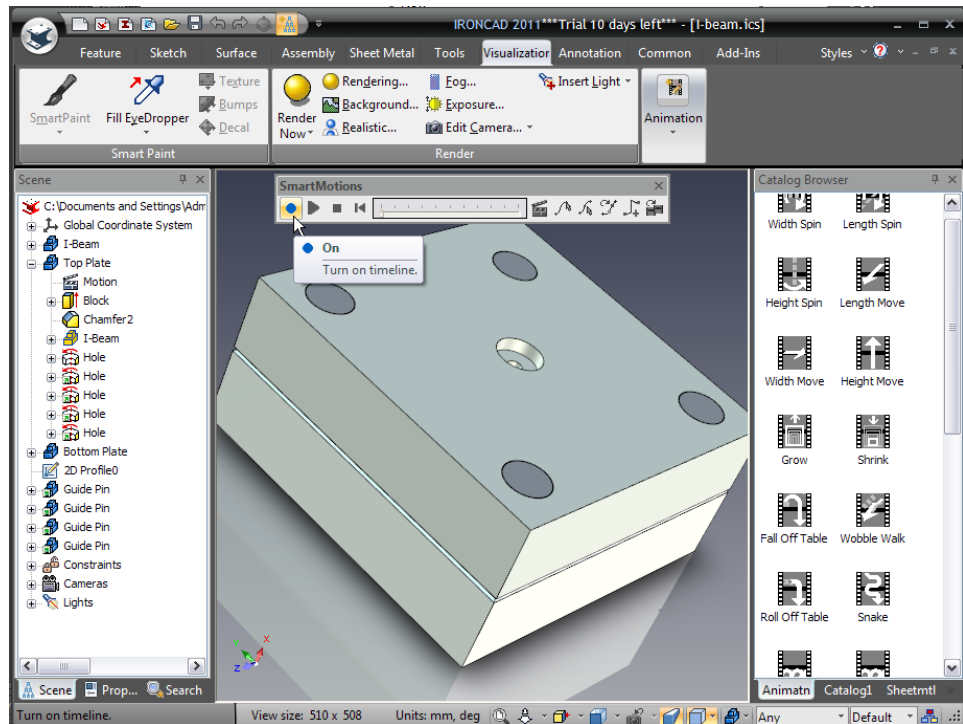 IRONCAD 2011***Trial 10 days left*** - [I-beam.ics]
Feature Sketch Surface Assembly Sheet Metal Tools Visualization Annotation Common Add-Ins Styles
SmartPaint
Fill EyeDropper
Texture
Bumps
Decal
Smart Paint
Render Now
Rendering...
Background...
Realistic...
Fog...
Exposure...
Edit Camera...
Insert Light
Render
Animation
Scene
C:\Documents and Settings\Adm
Global Coordinate System
I-Beam
Top Plate
Motion
Block
Chamfer2
I-Beam
Hole
Hole
Hole
Hole
Hole
Bottom Plate
2D Profile0
Guide Pin
Guide Pin
Guide Pin
Guide Pin
Constraints
Cameras
Lights
Scene Prop... Search
SmartMotions
On
Turn on timeline.
X
Y
Z
Catalog Browser
Width Spin Length Spin
Height Spin Length Move
Width Move Height Move
Grow Shrink
Fall Off Table Wobble Walk
Roll Off Table Snake
Animatn Catalog1 Sheetmtl
Turn on timeline. View size: 510 x 508 Units: mm, deg Any Default